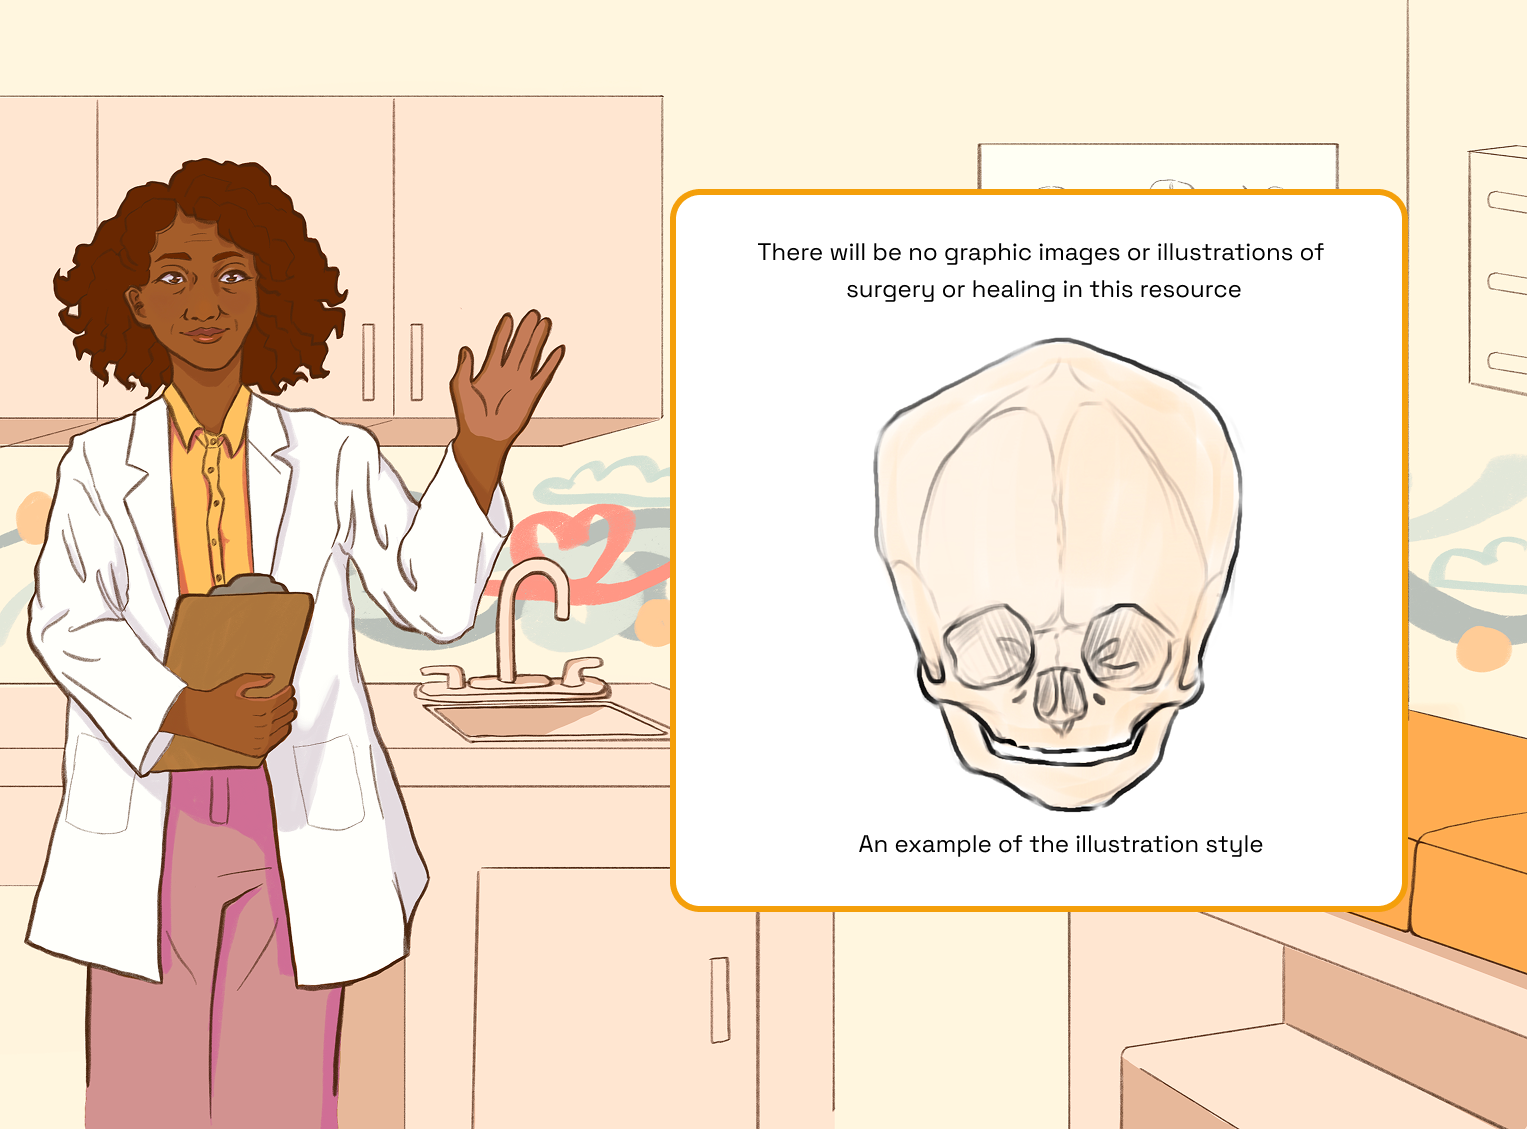 There will be no graphic images or illustrations of
surgery or healing in this resource
An example of the illustration style